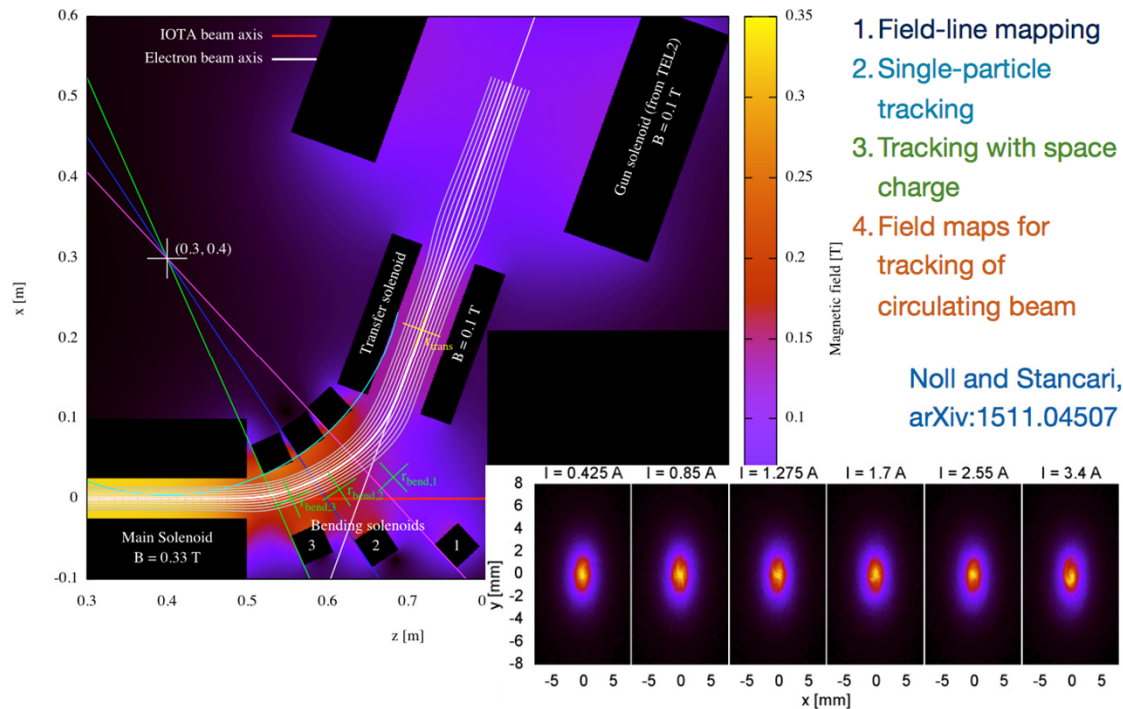 IOTA beam axis
Electron beam axis
0.6
0.5
0.4
0.3
0.2
0.1
0
-0.1
x [m]
0.3
0.4
0.5
0.6
0.7
0
z [m]
(0.3, 0.4)
Gun solenoid (from TEL2)
B = 0.1 T
Transfer solenoid
B = 0.1 T
r_trans
r_bend,1
r_bend,2
r_bend,3
Bending solenoids
3
2
1
Main Solenoid
B = 0.33 T
0.35
0.3
0.25
0.2
0.15
0.1
Magnetic field [T]
1. Field-line mapping
2. Single-particle
tracking
3. Tracking with space
charge
4. Field maps for
tracking of
circulating beam
Noll and Stancari,
arXiv:1511.04507
I = 0.425 A
I = 0.85 A
I = 1.275 A
I = 1.7 A
I = 2.55 A
I = 3.4 A
8
6
4
2
0
-2
-4
-6
-8
y [mm]
-5 0 5
-5 0 5
-5 0 5
-5 0 5
-5 0 5
-5 0 5
x [mm]